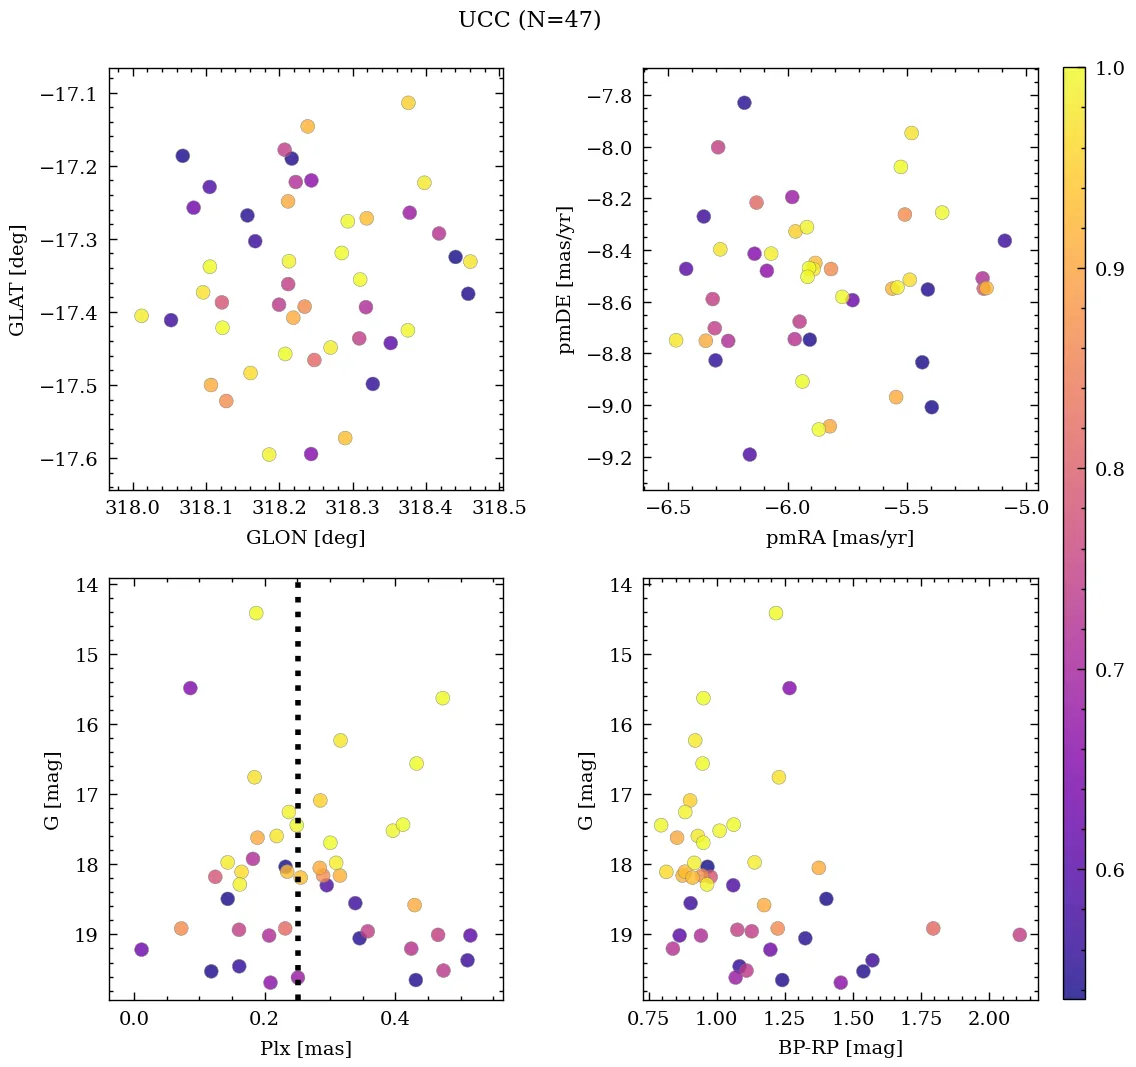 UCC (N=47)
−17.1
−17.2
−17.3
−17.4
−17.5
−17.6
GLAT [deg]
318.0 318.1 318.2 318.3 318.4 318.5
GLON [deg]
−7.8
−8.0
−8.2
−8.4
−8.6
−8.8
−9.0
−9.2
pmDE [mas/yr]
−6.5 −6.0 −5.5 −5.0
pmRA [mas/yr]
14
15
16
17
18
19
G [mag]
0.0 0.2 0.4
Plx [mas]
14
15
16
17
18
19
G [mag]
0.75 1.00 1.25 1.50 1.75 2.00
BP-RP [mag]
1.0
0.9
0.8
0.7
0.6